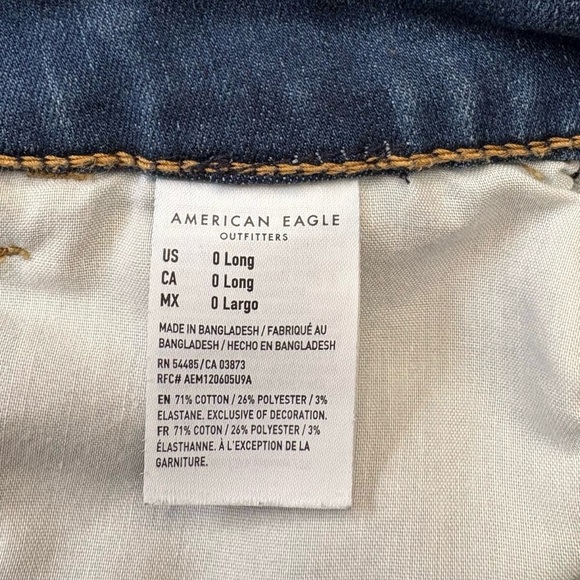 AMERICAN EAGLE
OUTFITTERS
US 0 Long
CA 0 Long
MX 0 Largo
MADE IN BANGLADESH / FABRIQUÉ AU
BANGLADESH / HECHO EN BANGLADESH
RN 54485/CA 03873
RFC# AEM120605U9A
EN 71% COTTON / 26% POLYESTER / 3%
ELASTANE. EXCLUSIVE OF DECORATION.
FR 71% COTON / 26% POLYESTER / 3%
ÉLASTHANNE. À L'EXCEPTION DE LA
GARNITURE.